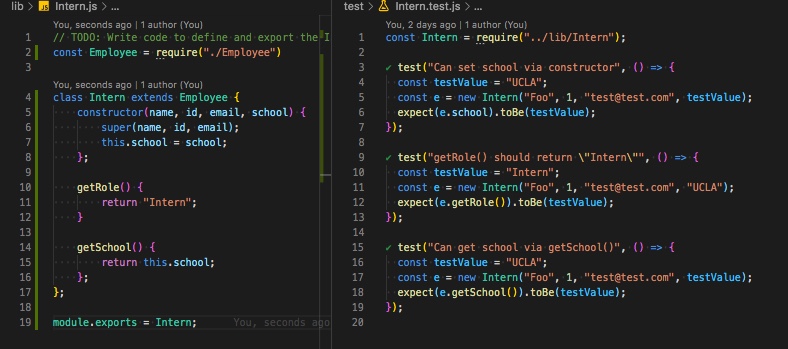 lib > JS Intern.js > ...
You, seconds ago | 1 author (You)
1 // TODO: Write code to define and export the I
2 const Employee = require("./Employee")
3
You, seconds ago | 1 author (You)
4 class Intern extends Employee {
5 constructor(name, id, email, school) {
6 super(name, id, email);
7 this.school = school;
8 };
9
10 getRole() {
11 return "Intern";
12 }
13
14 getSchool() {
15 return this.school;
16 };
17 };
18
19 module.exports = Intern; You, seconds ago
test > Intern.test.js > ...
You, 2 days ago | 1 author (You)
1 const Intern = require("../lib/Intern");
2
3 ✓ test("Can set school via constructor", () => {
4 const testValue = "UCLA";
5 const e = new Intern("Foo", 1, "test@test.com", testValue);
6 expect(e.school).toBe(testValue);
7 });
8
9 ✓ test("getRole() should return \"Intern\"", () => {
10 const testValue = "Intern";
11 const e = new Intern("Foo", 1, "test@test.com", "UCLA");
12 expect(e.getRole()).toBe(testValue);
13 });
14
15 ✓ test("Can get school via getSchool()", () => {
16 const testValue = "UCLA";
17 const e = new Intern("Foo", 1, "test@test.com", testValue);
18 expect(e.getSchool()).toBe(testValue);
19 });
20